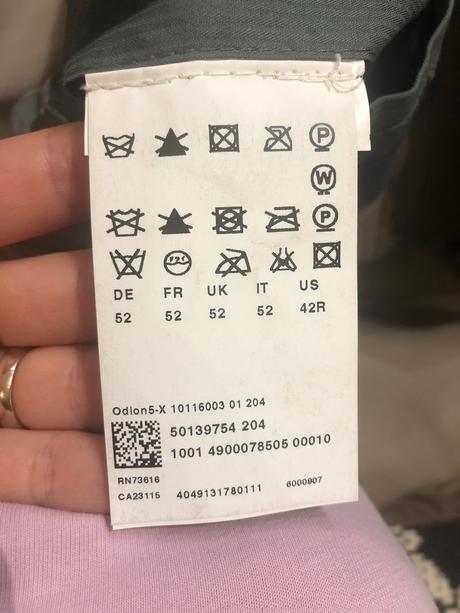 P
W
P
DE FR UK IT US
52 52 52 52 42R
Odion5-X 10116003 01 204
50139754 204
1001 4900078505 00010
RN73616
CA23115 4049131780111 6000907